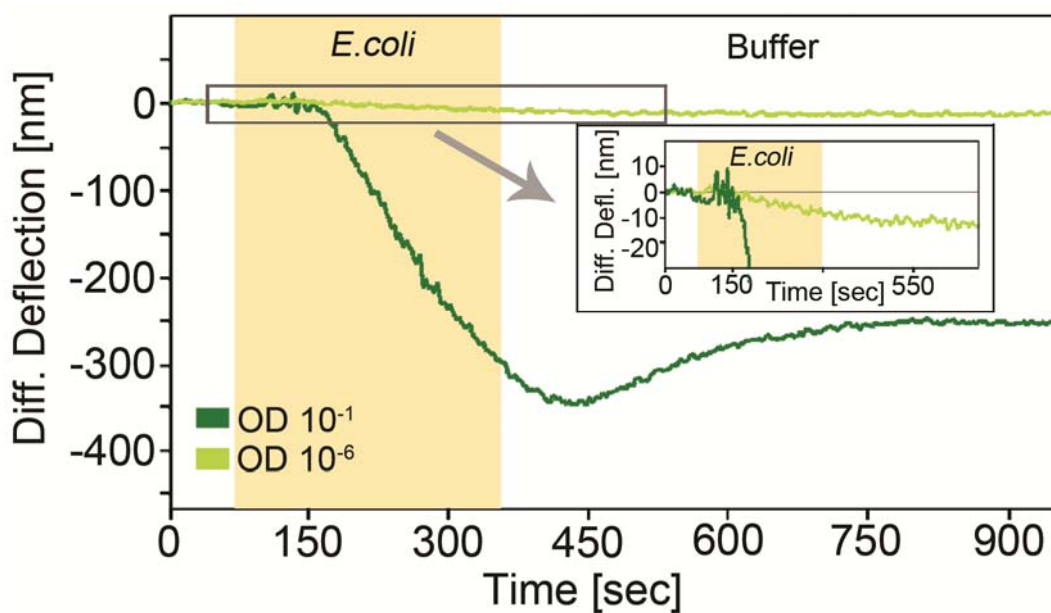 E.coli
Buffer
Diff. Deflection [nm]
0
-100
-200
-300
-400
E.coli
Diff. Defl. [nm]
10
0
-10
-20
0
150
550
Time [sec]
OD 10⁻¹
OD 10⁻⁶
0
150
300
450
600
750
900
Time [sec]